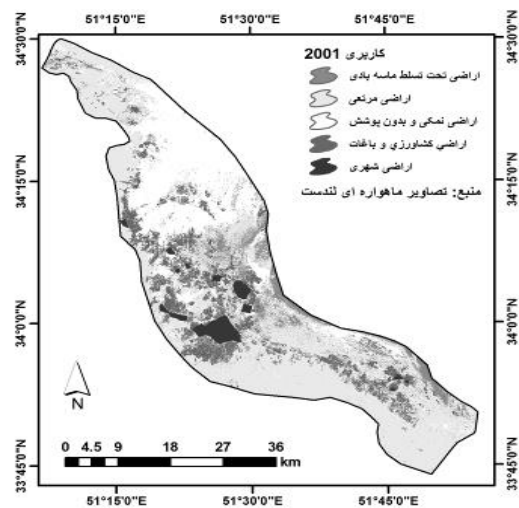 51°15'0"E 51°30'0"E 51°45'0"E
34°30'0"N 34°30'0"N
کاربری 2001
اراضی تحت تسلط ماسه بادی
اراضی مرتعی
اراضی نمکی و بدون پوشش
اراضی کشاورزی و باغات
اراضی شهری
منبع: تصاویر ماهواره ای لندست
34°15'0"N 34°15'0"N
34°0'0"N 34°0'0"N
N
0 4.5 9 18 27 36
km
33°45'0"N 33°45'0"N
51°15'0"E 51°30'0"E 51°45'0"E